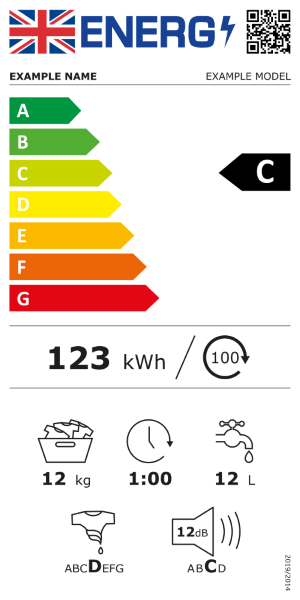 ENERG
EXAMPLE NAME EXAMPLE MODEL
A
B
C
C
D
E
F
G
123 kWh / 100
12 kg 1:00 12 L
12dB
ABCDEFG ABCD
2019/2014